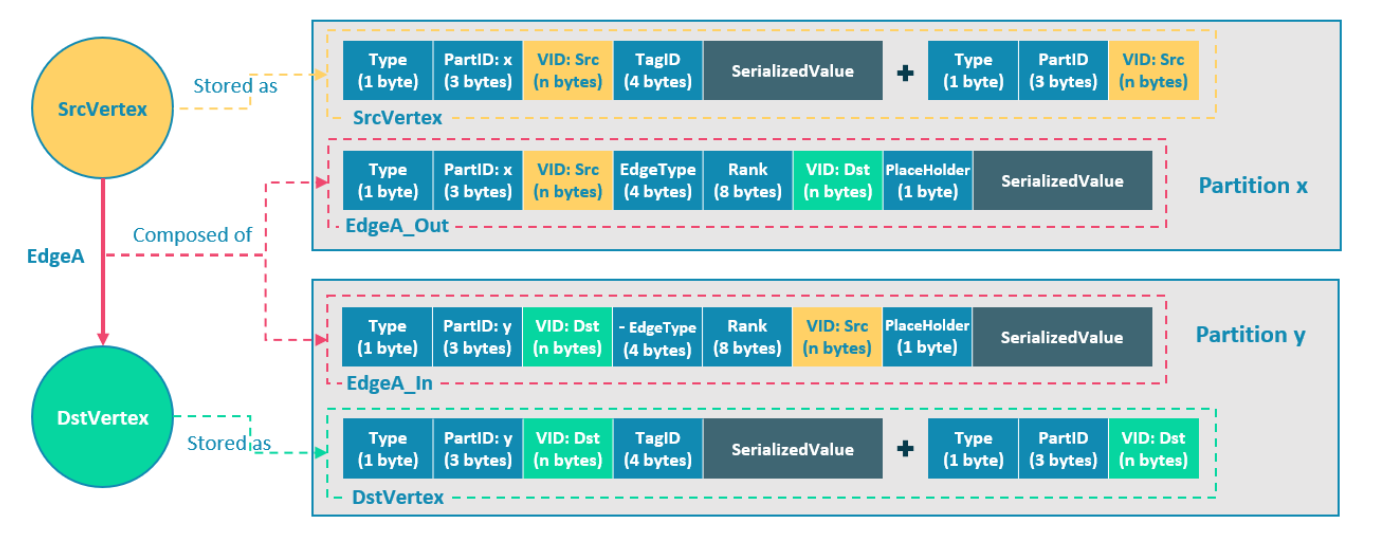 SrcVertex
Stored as
Type PartID: x VID: Src TagID SerializedValue + Type PartID VID: Src
(1 byte) (3 bytes) (n bytes) (4 bytes) (1 byte) (3 bytes) (n bytes)
SrcVertex
Type PartID: x VID: Src EdgeType Rank VID: Dst PlaceHolder SerializedValue
(1 byte) (3 bytes) (n bytes) (4 bytes) (8 bytes) (n bytes) (1 byte)
EdgeA_Out
Partition x
Composed of
EdgeA
Type PartID: y VID: Dst - EdgeType Rank VID: Src PlaceHolder SerializedValue
(1 byte) (3 bytes) (n bytes) (4 bytes) (8 bytes) (n bytes) (1 byte)
EdgeA_In
Partition y
DstVertex
Stored as
Type PartID: y VID: Dst TagID SerializedValue + Type PartID VID: Dst
(1 byte) (3 bytes) (n bytes) (4 bytes) (1 byte) (3 bytes) (n bytes)
DstVertex